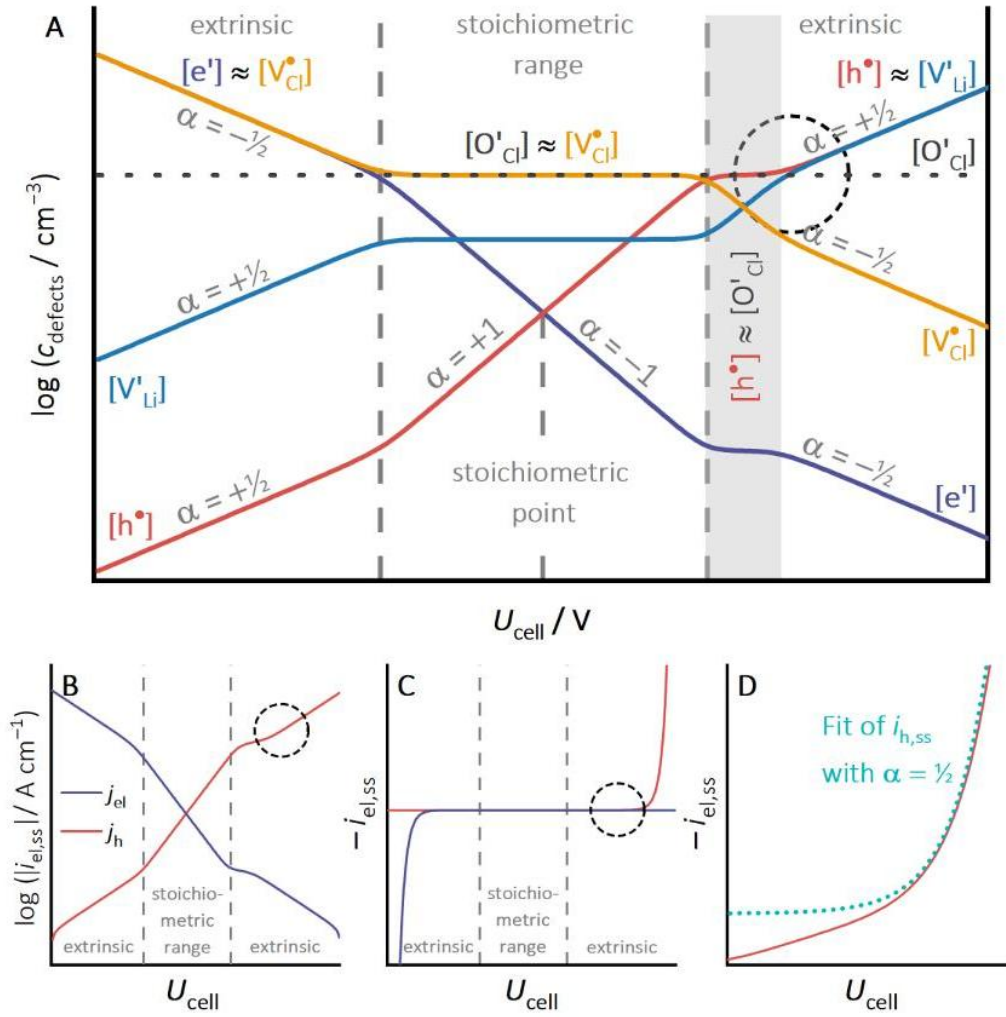 A
extrinsic
stoichiometric
range
extrinsic
[e'] ≈ [V•Cl]
[h•] ≈ [V'Li]
α = −½
[O'Cl] ≈ [V•Cl]
α = +½
[O'Cl]
α = +½
α = +1
α = −1
[h•] ≈ [O'Cl]
α = −½
[V•Cl]
[V'Li]
stoichiometric
point
α = +½
[h•]
α = −½
[e']
log (cdefects / cm−3)
Ucell / V
B
jel
jh
stoichio-
metric
range
extrinsic
extrinsic
log (|iel,ss| / A cm−1)
Ucell
C
stoichio-
metric
range
extrinsic
extrinsic
− iel,ss
Ucell
D
Fit of ih,ss
with α = ½
− iel,ss
Ucell